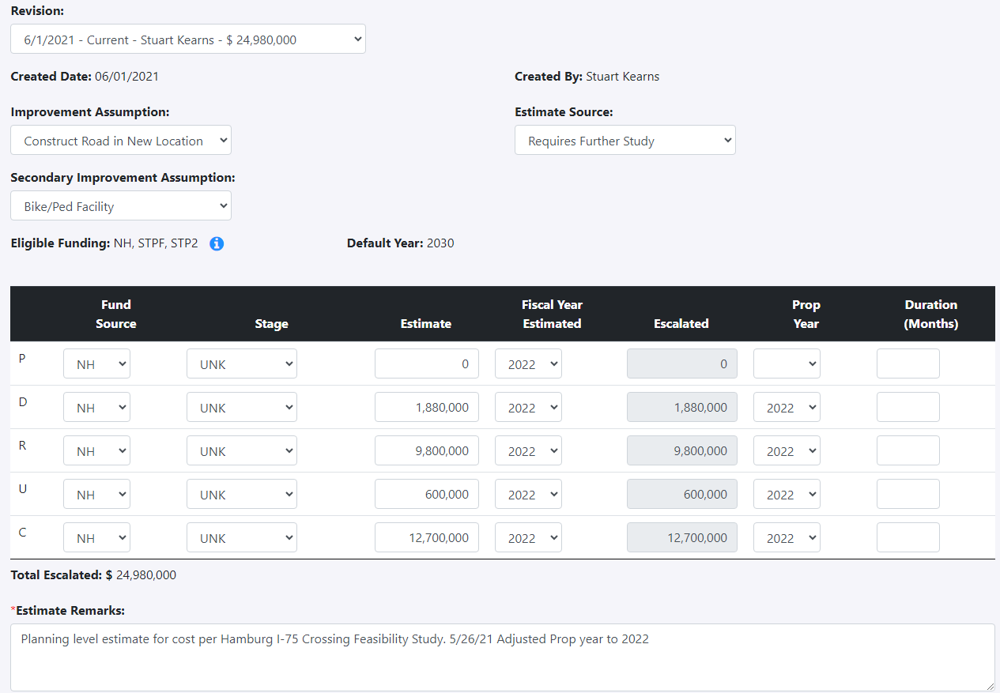 Revision:
6/1/2021 - Current - Stuart Kearns - $ 24,980,000
Created Date: 06/01/2021 Created By: Stuart Kearns
Improvement Assumption: Estimate Source:
Construct Road in New Location Requires Further Study
Secondary Improvement Assumption:
Bike/Ped Facility
Eligible Funding: NH, STPF, STP2 Default Year: 2030
Fund Source Stage Estimate Fiscal Year Estimated Escalated Prop Year Duration (Months)
P NH UNK 0 2022 0
D NH UNK 1,880,000 2022 1,880,000 2022
R NH UNK 9,800,000 2022 9,800,000 2022
U NH UNK 600,000 2022 600,000 2022
C NH UNK 12,700,000 2022 12,700,000 2022
Total Escalated: $ 24,980,000
*Estimate Remarks:
Planning level estimate for cost per Hamburg I-75 Crossing Feasibility Study. 5/26/21 Adjusted Prop year to 2022